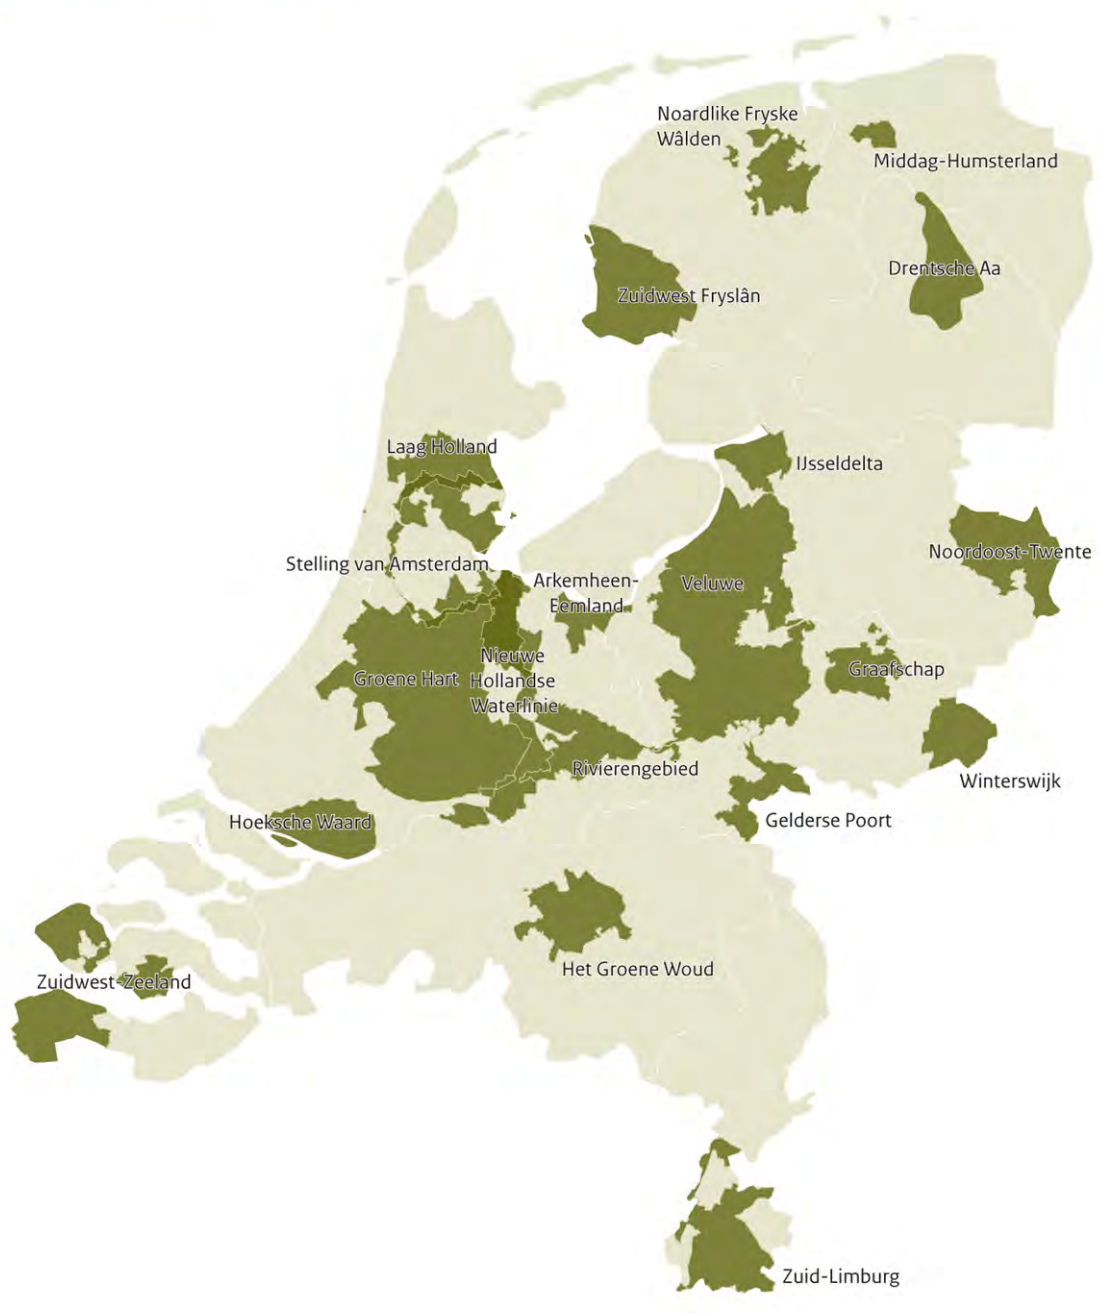 Noardlike Fryske
Wâlden
Middag-Humsterland
Drentsche Aa
Zuidwest Fryslân
Laag Holland
IJsseldelta
Noordoost-Twente
Stelling van Amsterdam
Arkemheen-
Eemland
Veluwe
Nieuwe
Hollandse
Waterlinie
Groene Hart
Graafschap
Rivierengebied
Winterswijk
Gelderse Poort
Hoeksche Waard
Het Groene Woud
Zuidwest-Zeeland
Zuid-Limburg